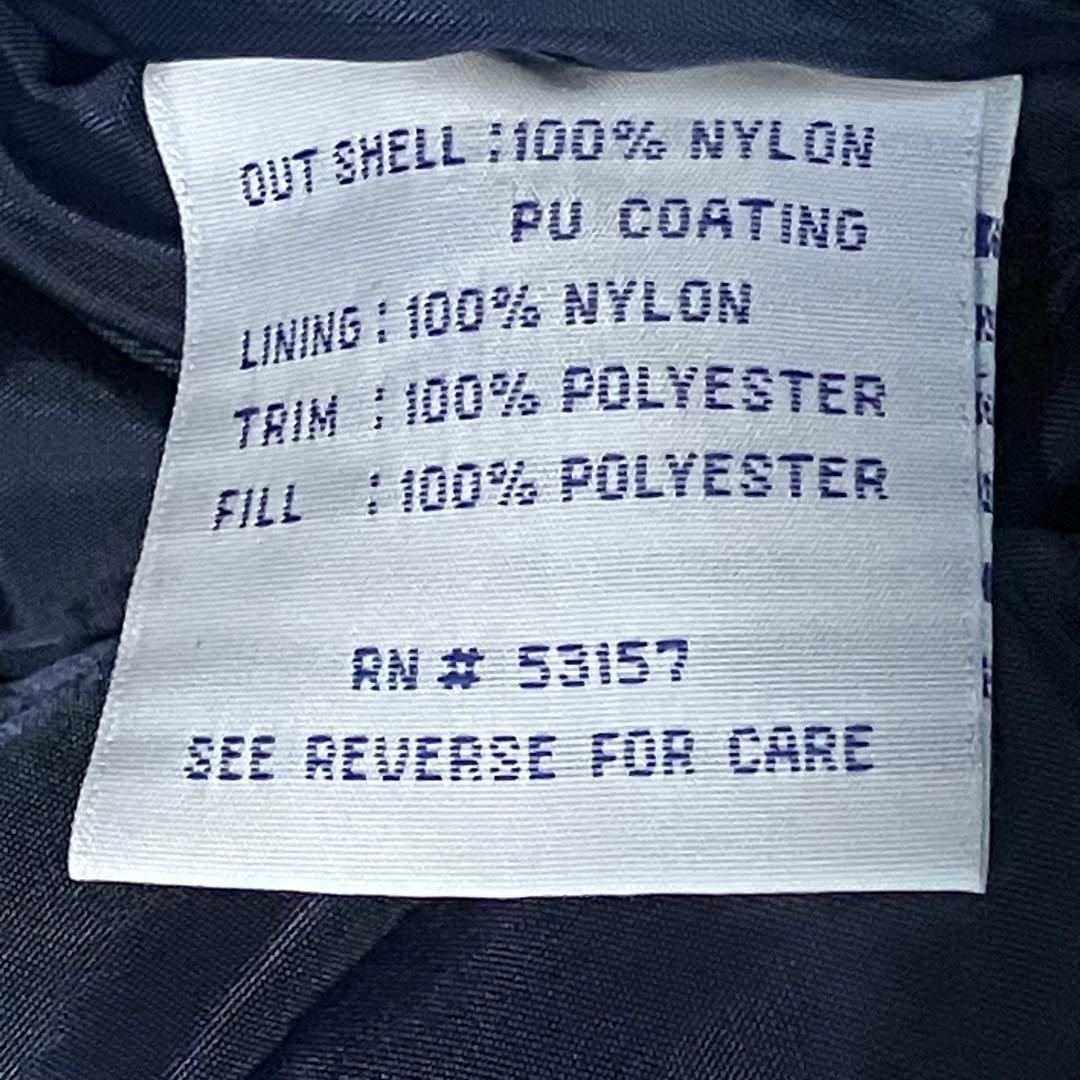 OUT SHELL :100% NYLON
PU COATING
LINING : 100% NYLON
TRIM : 100% POLYESTER
FILL : 100% POLYESTER
RN # 53157
SEE REVERSE FOR CARE